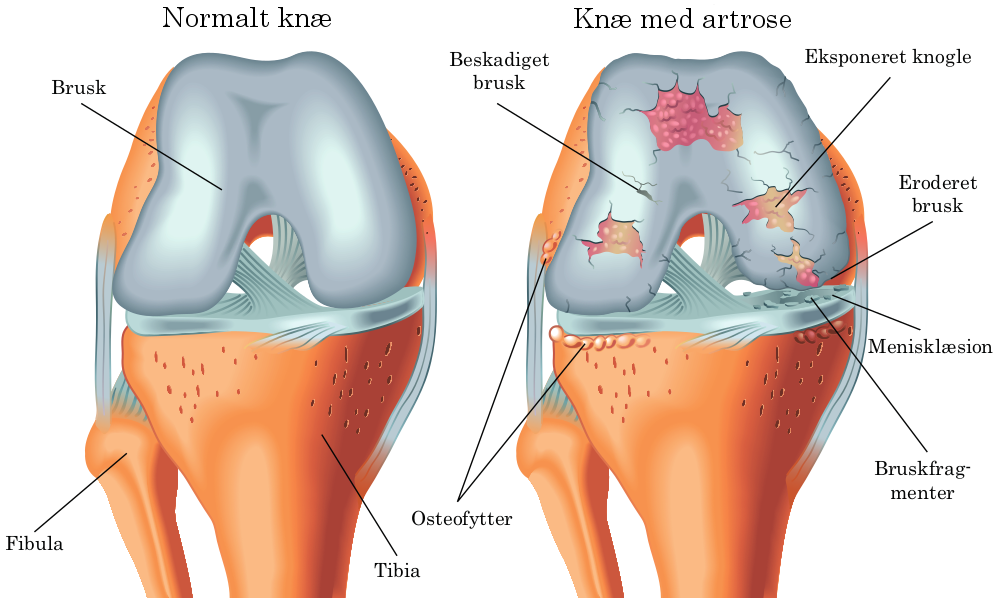 Normalt knæ
Knæ med artrose
Brusk
Beskadiget
brusk
Eksponeret knogle
Eroderet
brusk
Menisklæsion
Bruskfrag-
menter
Osteofytter
Fibula
Tibia